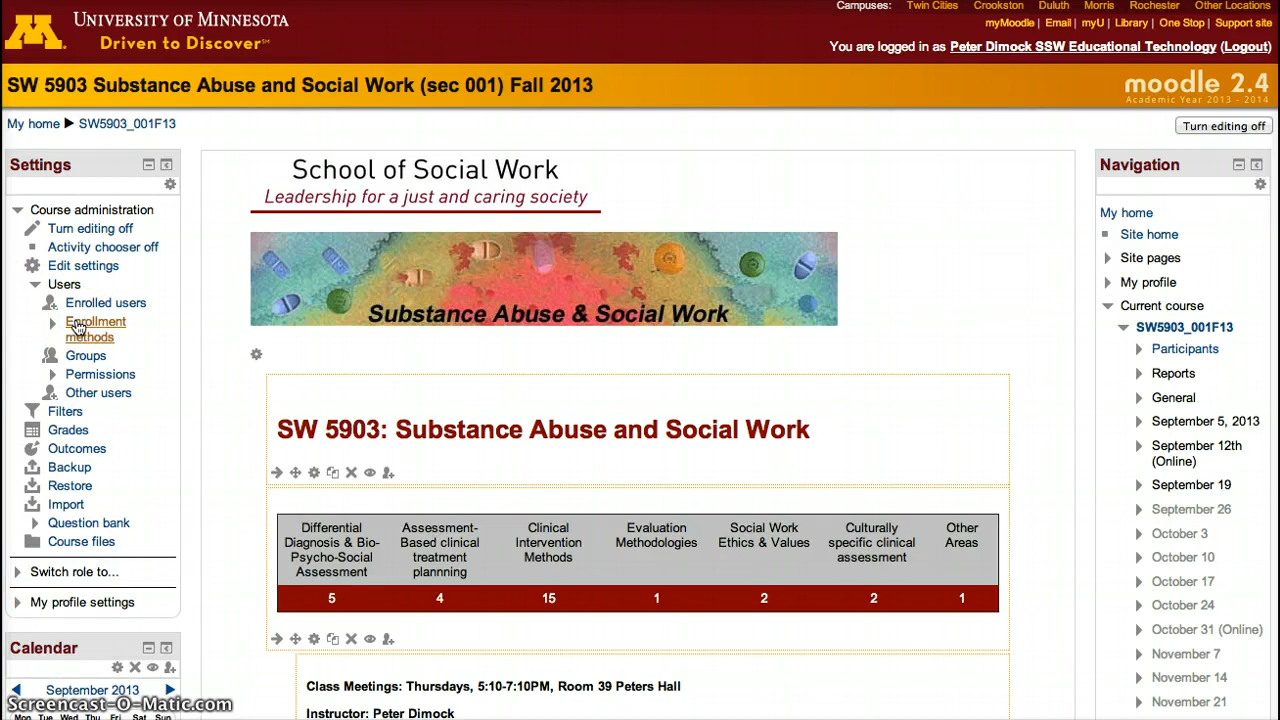 UNIVERSITY OF MINNESOTA
Driven to Discover℠
Campuses: Twin Cities Crookston Duluth Morris Rochester Other Locations
myMoodle | Email | myU | Library | One Stop | Support site
You are logged in as Peter Dimock SSW Educational Technology (Logout)
SW 5903 Substance Abuse and Social Work (sec 001) Fall 2013
moodle 2.4
Academic Year 2013 - 2014
My home ▶ SW5903_001F13
Turn editing off
Settings
Course administration
Turn editing off
Activity chooser off
Edit settings
Users
Enrolled users
Enrollment
methods
Groups
Permissions
Other users
Filters
Grades
Outcomes
Backup
Restore
Import
Question bank
Course files
Switch role to...
My profile settings
Calendar
September 2013
Mon Tue Wed Thu Fri Sat Sun
Screencast-O-Matic.com
School of Social Work
Leadership for a just and caring society
Substance Abuse & Social Work
SW 5903: Substance Abuse and Social Work
Differential
Diagnosis & Bio-
Psycho-Social
Assessment
Assessment-
Based clinical
treatment
plannning
Clinical
Intervention
Methods
Evaluation
Methodologies
Social Work
Ethics & Values
Culturally
specific clinical
assessment
Other
Areas
5 4 15 1 2 2 1
Class Meetings: Thursdays, 5:10-7:10PM, Room 39 Peters Hall
Instructor: Peter Dimock
Navigation
My home
Site home
Site pages
My profile
Current course
SW5903_001F13
Participants
Reports
General
September 5, 2013
September 12th
(Online)
September 19
September 26
October 3
October 10
October 17
October 24
October 31 (Online)
November 7
November 14
November 21